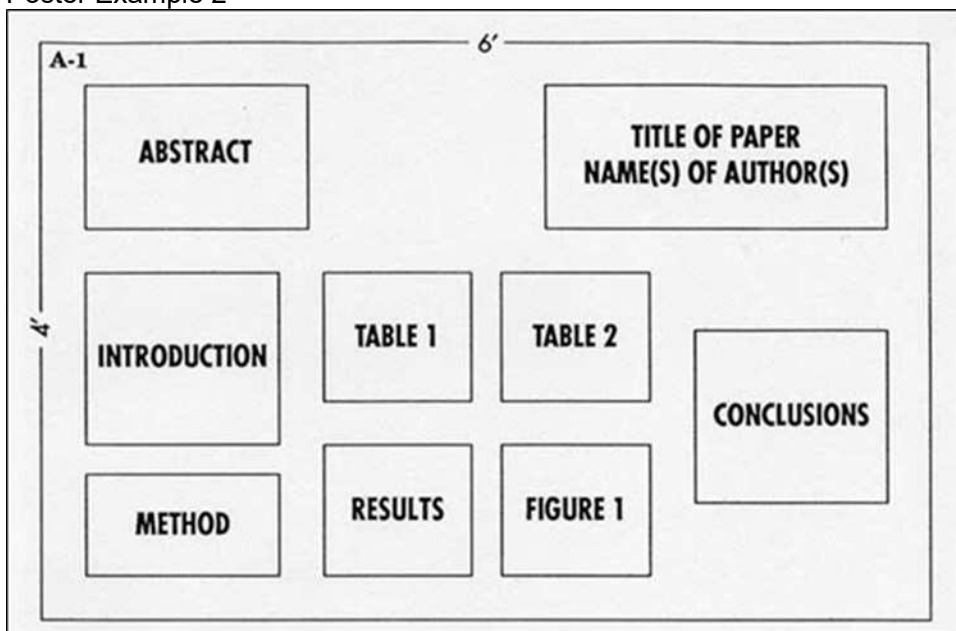 Poster Example 2
6′
A-1
ABSTRACT
TITLE OF PAPER
NAME(S) OF AUTHOR(S)
4′
INTRODUCTION
TABLE 1
TABLE 2
CONCLUSIONS
METHOD
RESULTS
FIGURE 1